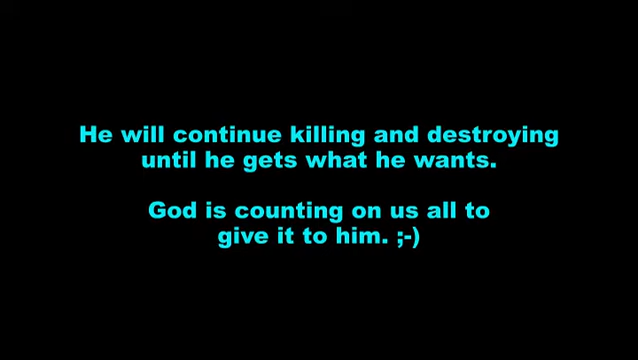 He will continue killing and destroying
until he gets what he wants.
God is counting on us all to
give it to him. ;-)